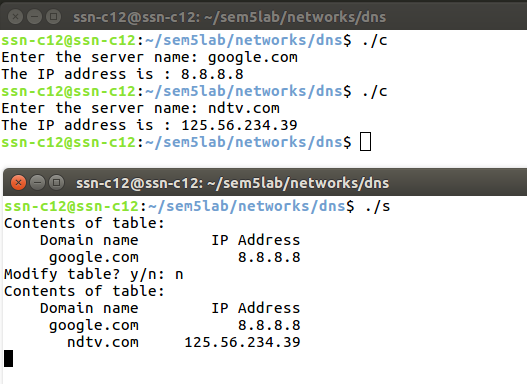 ssn-c12@ssn-c12: ~/sem5lab/networks/dns
ssn-c12@ssn-c12:~/sem5lab/networks/dns$ ./c
Enter the server name: google.com
The IP address is : 8.8.8.8
ssn-c12@ssn-c12:~/sem5lab/networks/dns$ ./c
Enter the server name: ndtv.com
The IP address is : 125.56.234.39
ssn-c12@ssn-c12:~/sem5lab/networks/dns$
ssn-c12@ssn-c12: ~/sem5lab/networks/dns
ssn-c12@ssn-c12:~/sem5lab/networks/dns$ ./s
Contents of table:
Domain name IP Address
google.com 8.8.8.8
Modify table? y/n: n
Contents of table:
Domain name IP Address
google.com 8.8.8.8
ndtv.com 125.56.234.39